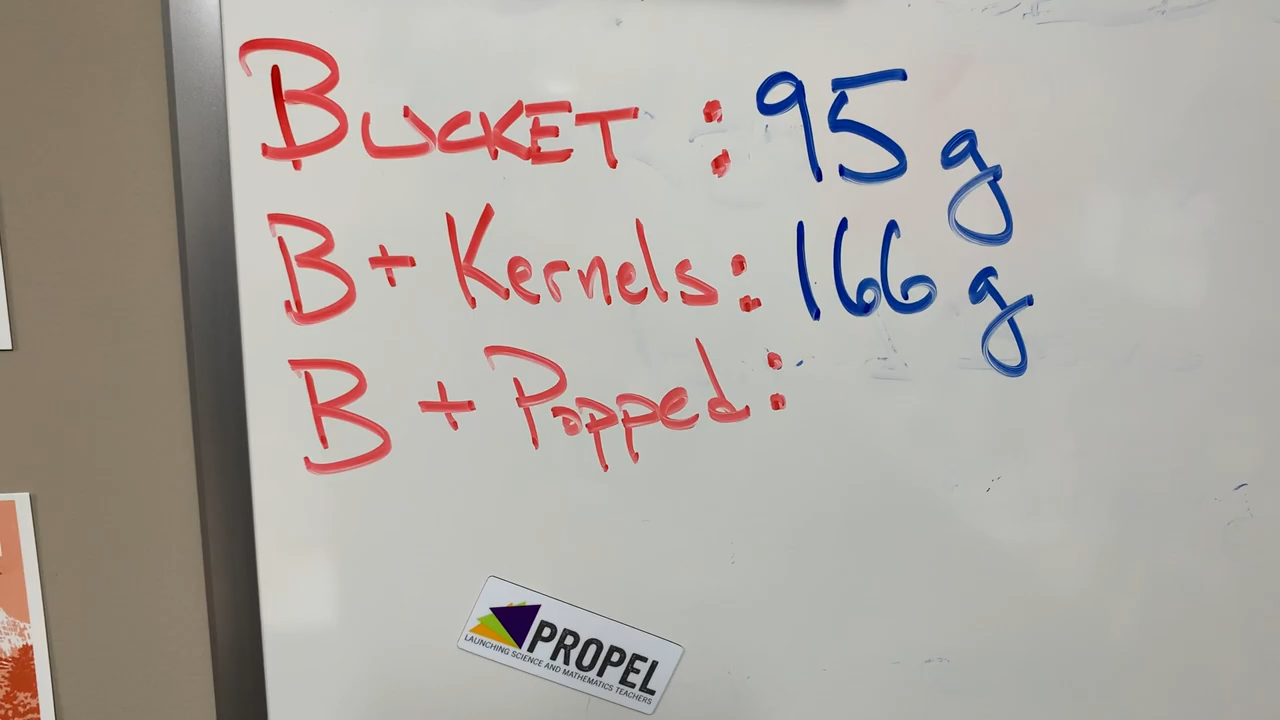 BUCKET : 95 g
B + Kernels : 166 g
B + Popped :
PROPEL
LAUNCHING SCIENCE AND MATHEMATICS TEACHERS